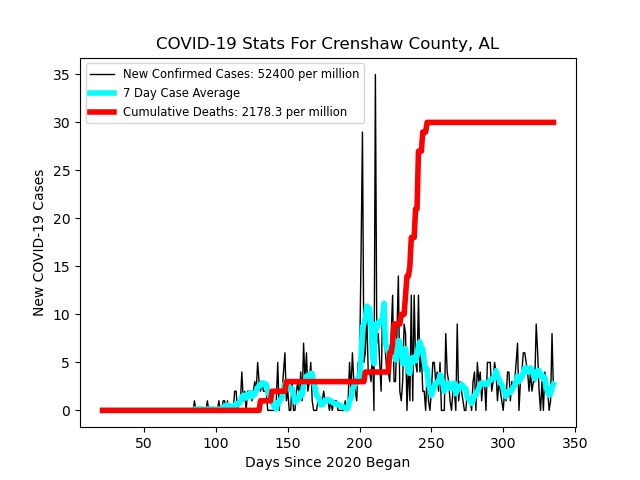 COVID-19 Stats For Crenshaw County, AL
New Confirmed Cases: 52400 per million
7 Day Case Average
Cumulative Deaths: 2178.3 per million
New COVID-19 Cases
35
30
25
20
15
10
5
0
50 100 150 200 250 300 350
Days Since 2020 Began